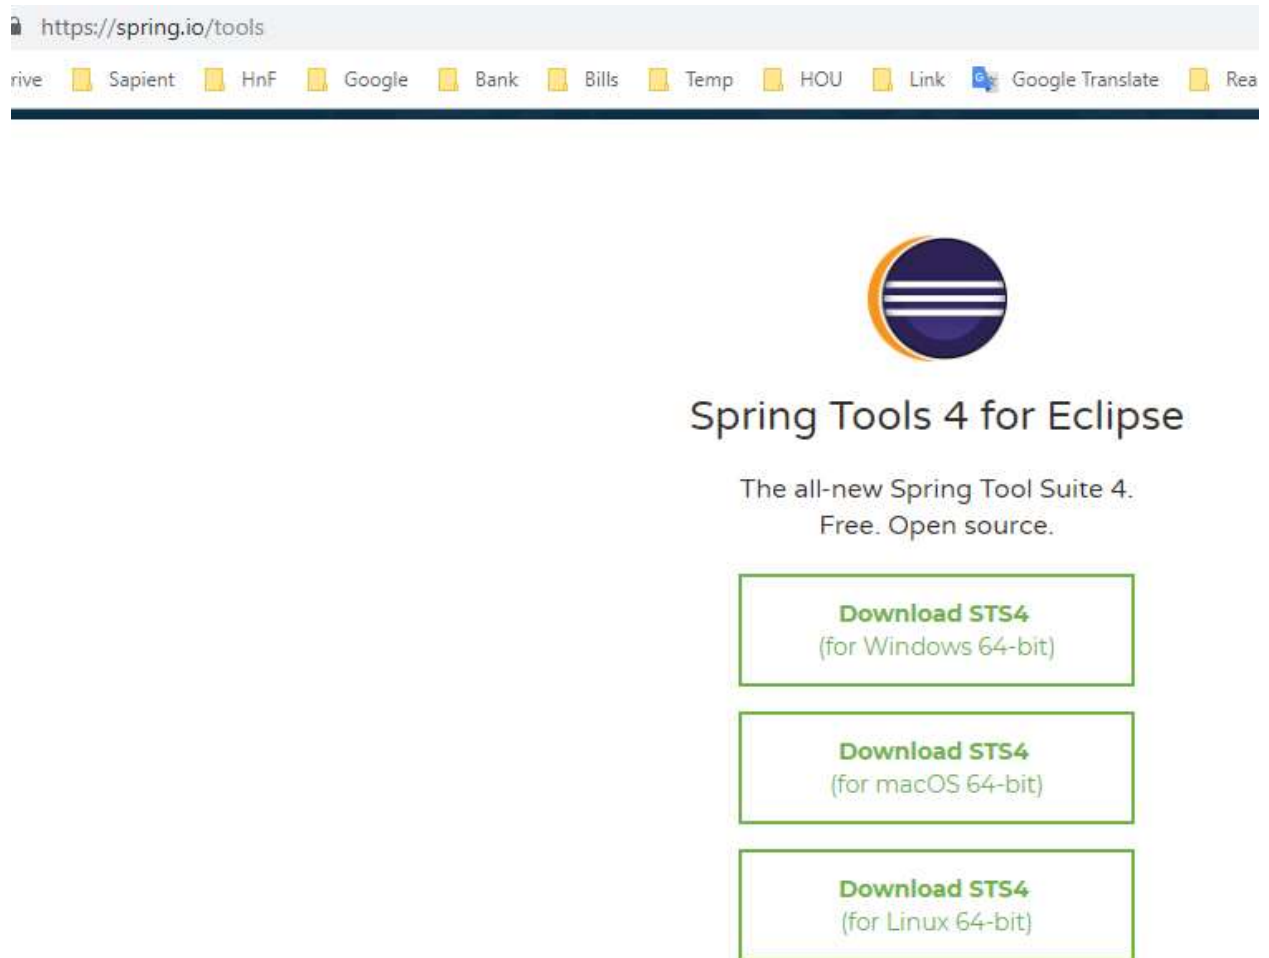 https://spring.io/tools
rive Sapient HnF Google Bank Bills Temp HOU Link Google Translate Rea
Spring Tools 4 for Eclipse
The all-new Spring Tool Suite 4.
Free. Open source.
Download STS4
(for Windows 64-bit)
Download STS4
(for macOS 64-bit)
Download STS4
(for Linux 64-bit)